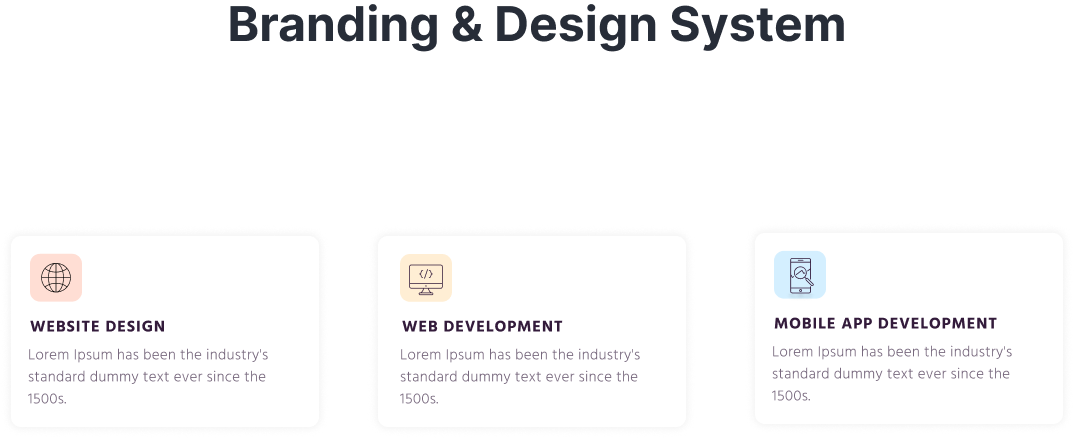 Branding & Design System
WEBSITE DESIGN
Lorem Ipsum has been the industry's
standard dummy text ever since the
1500s.
WEB DEVELOPMENT
Lorem Ipsum has been the industry's
standard dummy text ever since the
1500s.
MOBILE APP DEVELOPMENT
Lorem Ipsum has been the industry's
standard dummy text ever since the
1500s.